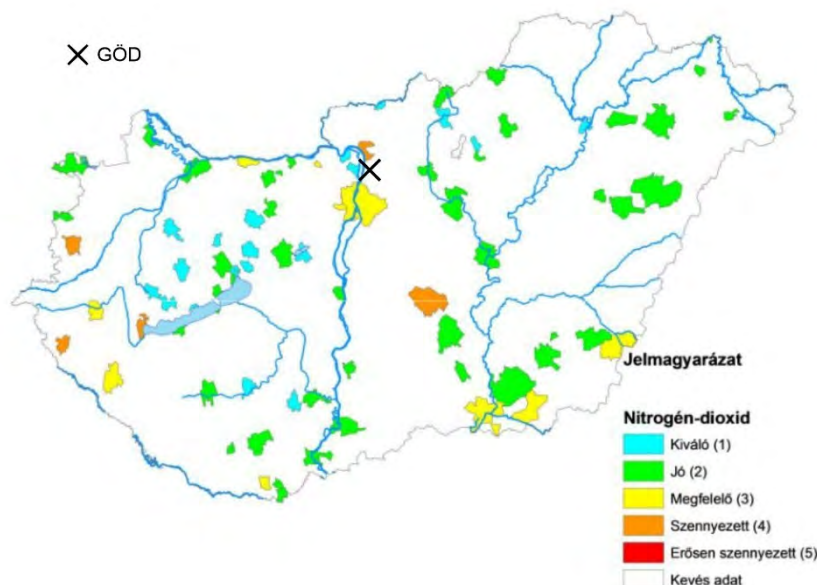 GÖD
Jelmagyarázat
Nitrogén-dioxid
Kiváló (1)
Jó (2)
Megfelelő (3)
Szennyezett (4)
Erősen szennyezett (5)
Kevés adat